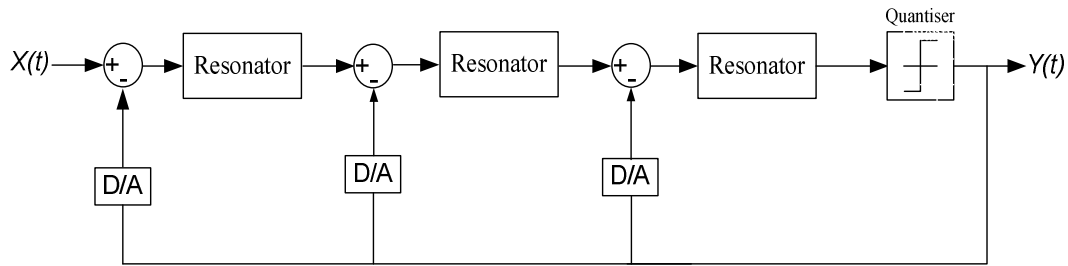 Quantiser
X(t)
+
-
Resonator
+
-
Resonator
+
-
Resonator
Y(t)
D/A
D/A
D/A